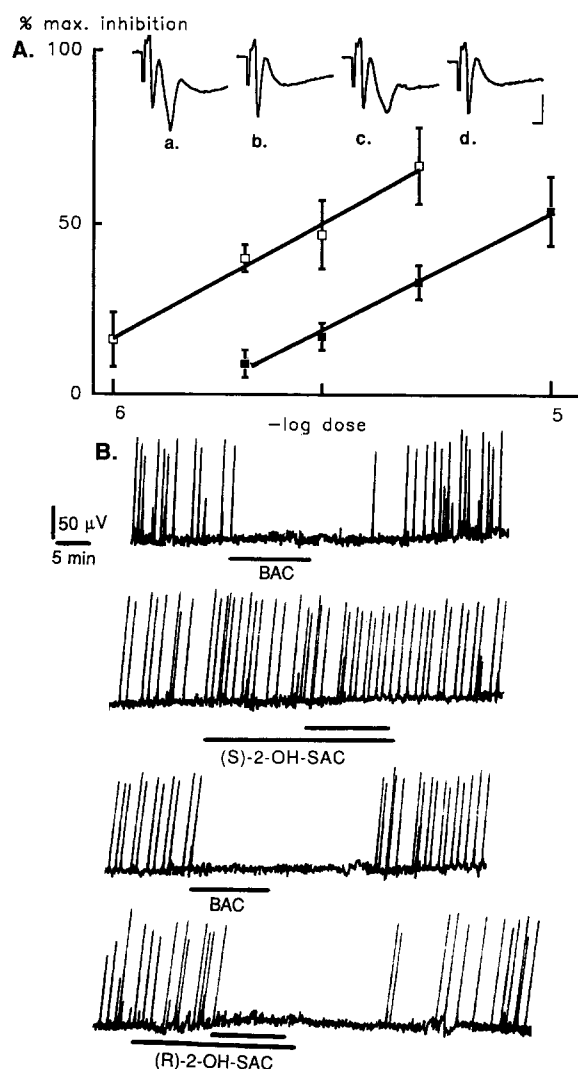 % max. inhibition
A.
100
a. b. c. d.
50
0
6 5
−log dose
B.
50 μV
5 min
BAC
(S)-2-OH-SAC
BAC
(R)-2-OH-SAC